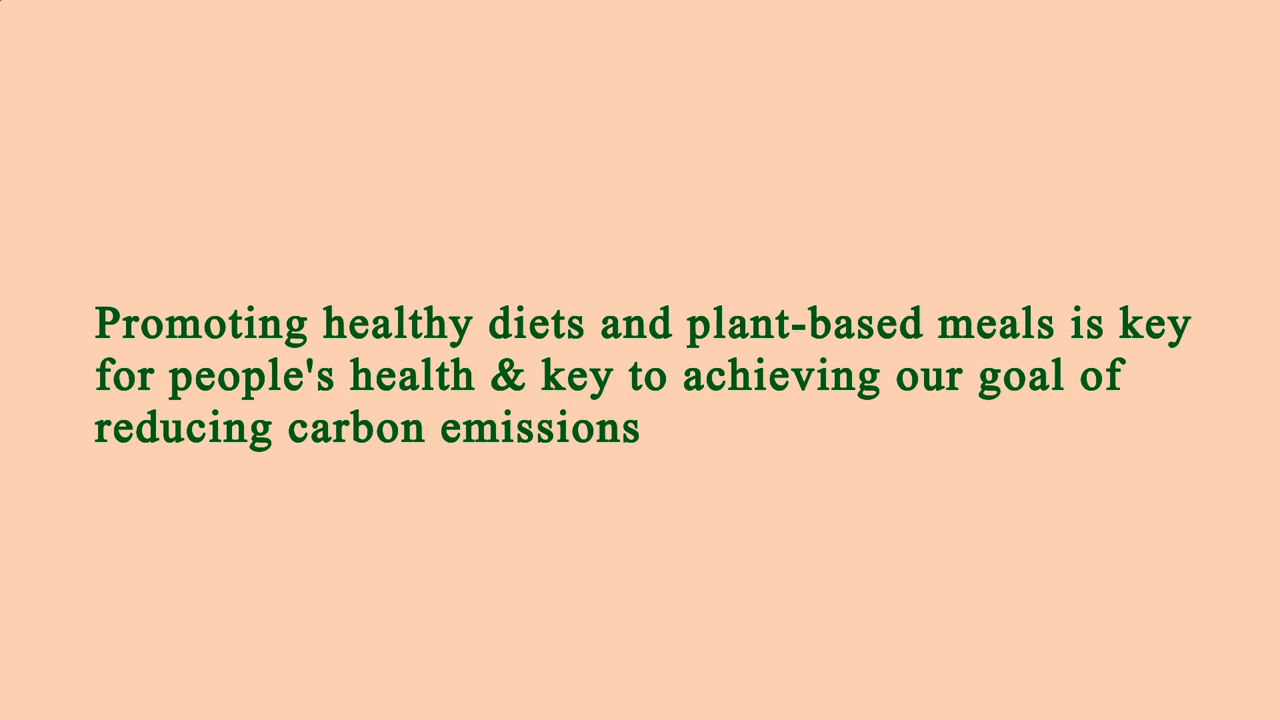 Promoting healthy diets and plant-based meals is key
for people's health & key to achieving our goal of
reducing carbon emissions